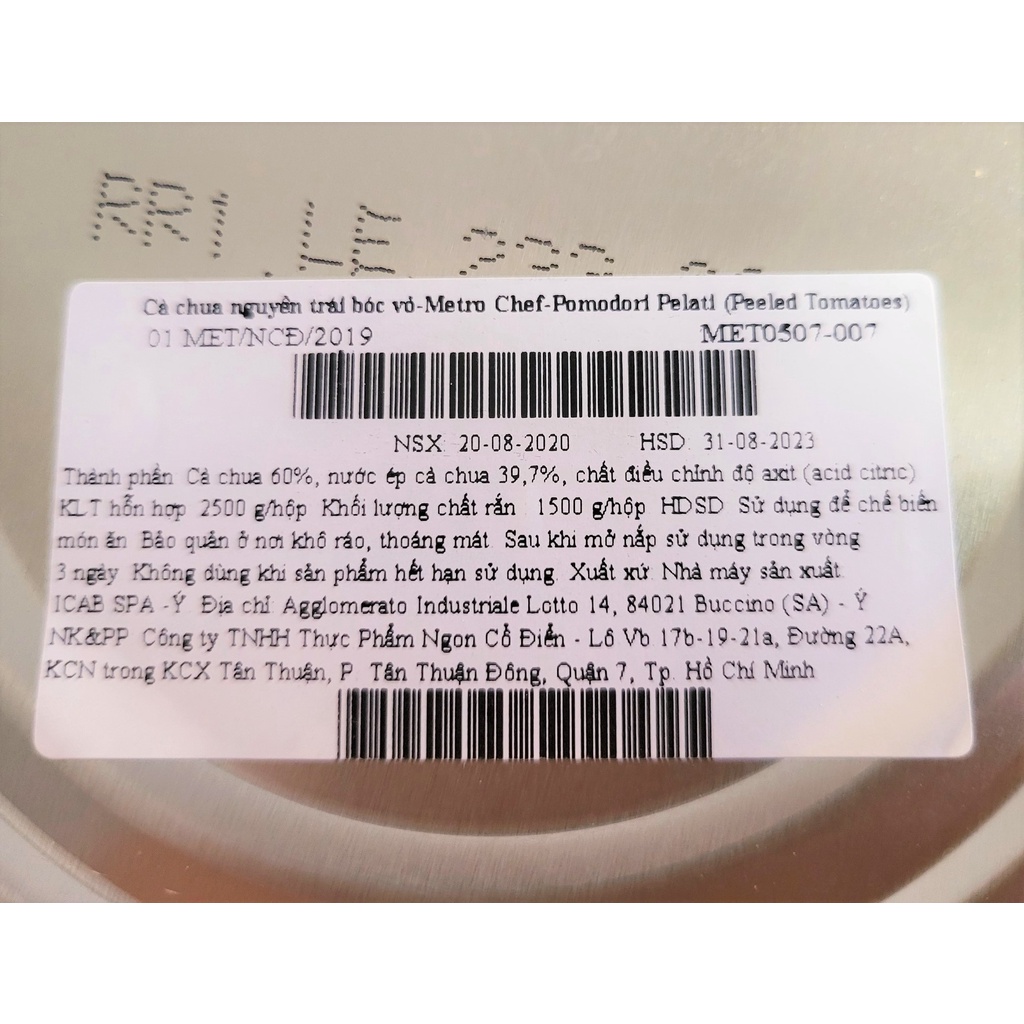 RR1 LE
Cà chua nguyên trái bóc vỏ-Metro Chef-Pomodori Pelati (Peeled Tomatoes)
01 MET/NCĐ/2019 MET0507-007
NSX 20-08-2020 HSD 31-08-2023
Thành phần Cà chua 60%, nước ép cà chua 39,7%, chất điều chỉnh độ axit (acid citric)
KLT hỗn hợp 2500 g/hộp Khối lượng chất rắn 1500 g/hộp HDSD Sử dụng để chế biến
món ăn Bảo quản ở nơi khô ráo, thoáng mát Sau khi mở nắp sử dụng trong vòng
3 ngày Không dùng khi sản phẩm hết hạn sử dụng Xuất xứ Nhà máy sản xuất
ICAB SPA -Ý Địa chỉ Agglomerato Industriale Lotto 14, 84021 Buccino (SA) - Ý
NK&PP Công ty TNHH Thực Phẩm Ngon Cổ Điển - Lô Vb 17b-19-21a, Đường 22A,
KCN trong KCX Tân Thuận, P Tân Thuận Đông, Quận 7, Tp Hồ Chí Minh